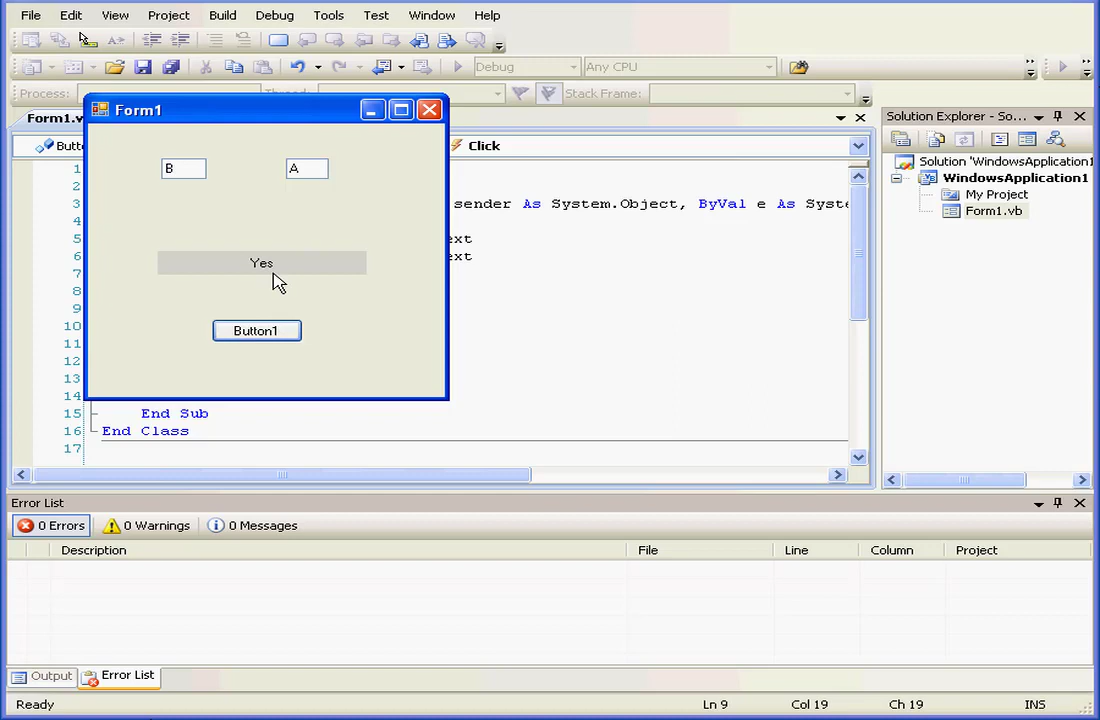 File Edit View Project Build Debug Tools Test Window Help
Debug Any CPU
Process: Stack Frame:
Form1
Form1.v
Solution Explorer - So...
Click
B A
Solution 'WindowsApplication1
WindowsApplication1
My Project
Form1.vb
1
2
3 sender As System.Object, ByVal e As Syste
4
5 ext
6 ext
7
Yes
8
9
10
Button1
11
12
13
14
15 End Sub
16 End Class
17
Error List
0 Errors 0 Warnings 0 Messages
Description File Line Column Project
Output Error List
Ready Ln 9 Col 19 Ch 19 INS